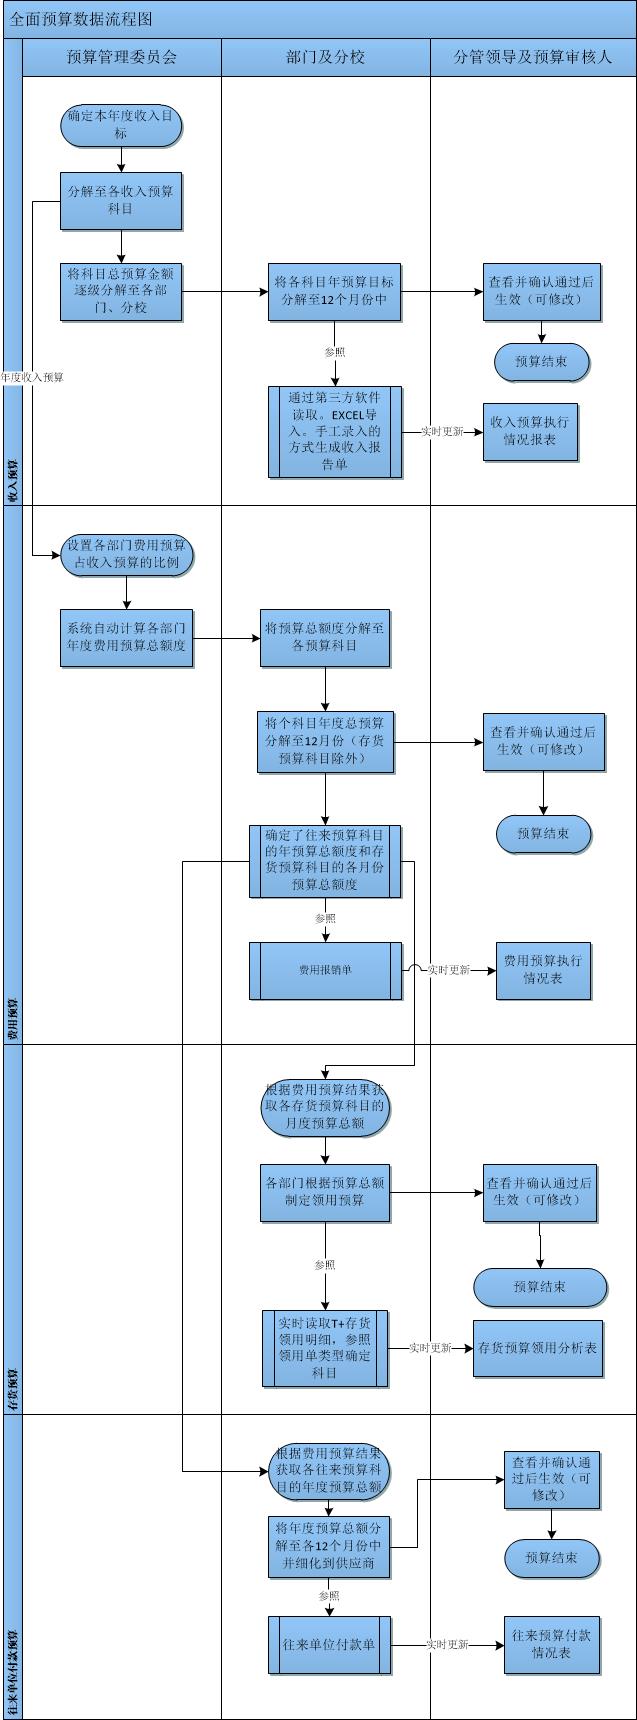 全面预算数据流程图
预算管理委员会
部门及分校
分管领导及预算审核人
收入预算
确定本年度收入目
标
分解至各收入预算
科目
年度收入预算
将科目总预算金额
逐级分解至各部
门、分校
将各科目年预算目标
分解至12个月份中
查看并确认通过后
生效（可修改）
预算结束
参照
通过第三方软件
读取。EXCEL导
入。手工录入的
方式生成收入报
告单
实时更新
收入预算执行
情况报表
费用预算
设置各部门费用预算
占收入预算的比例
系统自动计算各部门
年度费用预算总额度
将预算总额度分解至
各预算科目
将个科目年度总预算
分解至12月份（存货
预算科目除外）
查看并确认通过后
生效（可修改）
预算结束
确定了往来预算科目
的年预算总额度和存
货预算科目的各月份
预算总额度
参照
费用报销单
实时更新
费用预算执行
情况表
存货预算
根据费用预算结果获
取各存货预算科目的
月度预算总额
各部门根据预算总额
制定领用预算
查看并确认通过后
生效（可修改）
预算结束
参照
实时读取T+存货
领用明细，参照
领用单类型确定
科目
实时更新
存货预算领用分析表
往来单位付款预算
根据费用预算结果
获取各往来预算科
目的年度预算总额
将年度预算总额分
解至各12个月份中
并细化到供应商
查看并确认通
过后生效（可
修改）
预算结束
参照
往来单位付款单
实时更新
往来预算付款
情况表